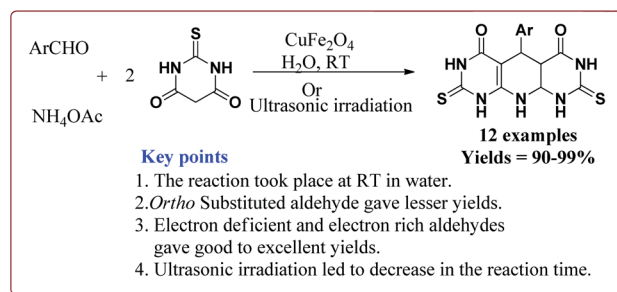 ArCHO
+ 2
NH₄OAc
S
HN NH
O O
CuFe₂O₄
H₂O, RT
Or
Ultrasonic irradiation
O Ar O
HN NH
S N N N S
H H H
12 examples
Yields = 90-99%
Key points
1. The reaction took place at RT in water.
2.Ortho Substituted aldehyde gave lesser yields.
3. Electron deficient and electron rich aldehydes
gave good to excellent yields.
4. Ultrasonic irradiation led to decrease in the reaction time.